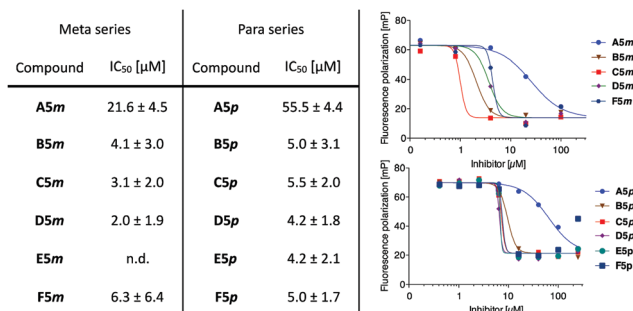 Meta series Para series
Compound IC50 [µM] Compound IC50 [µM]
A5m 21.6 ± 4.5 A5p 55.5 ± 4.4
B5m 4.1 ± 3.0 B5p 5.0 ± 3.1
C5m 3.1 ± 2.0 C5p 5.5 ± 2.0
D5m 2.0 ± 1.9 D5p 4.2 ± 1.8
E5m n.d. E5p 4.2 ± 2.1
F5m 6.3 ± 6.4 F5p 5.0 ± 1.7
Fluorescence polarization [mP]
80
60
40
20
0
1 10 100
Inhibitor [µM]
A5m
B5m
C5m
D5m
F5m
Fluorescence polarization [mP]
80
60
40
20
0
1 10 100
Inhibitor [µM]
A5p
B5p
C5p
D5p
E5p
F5p